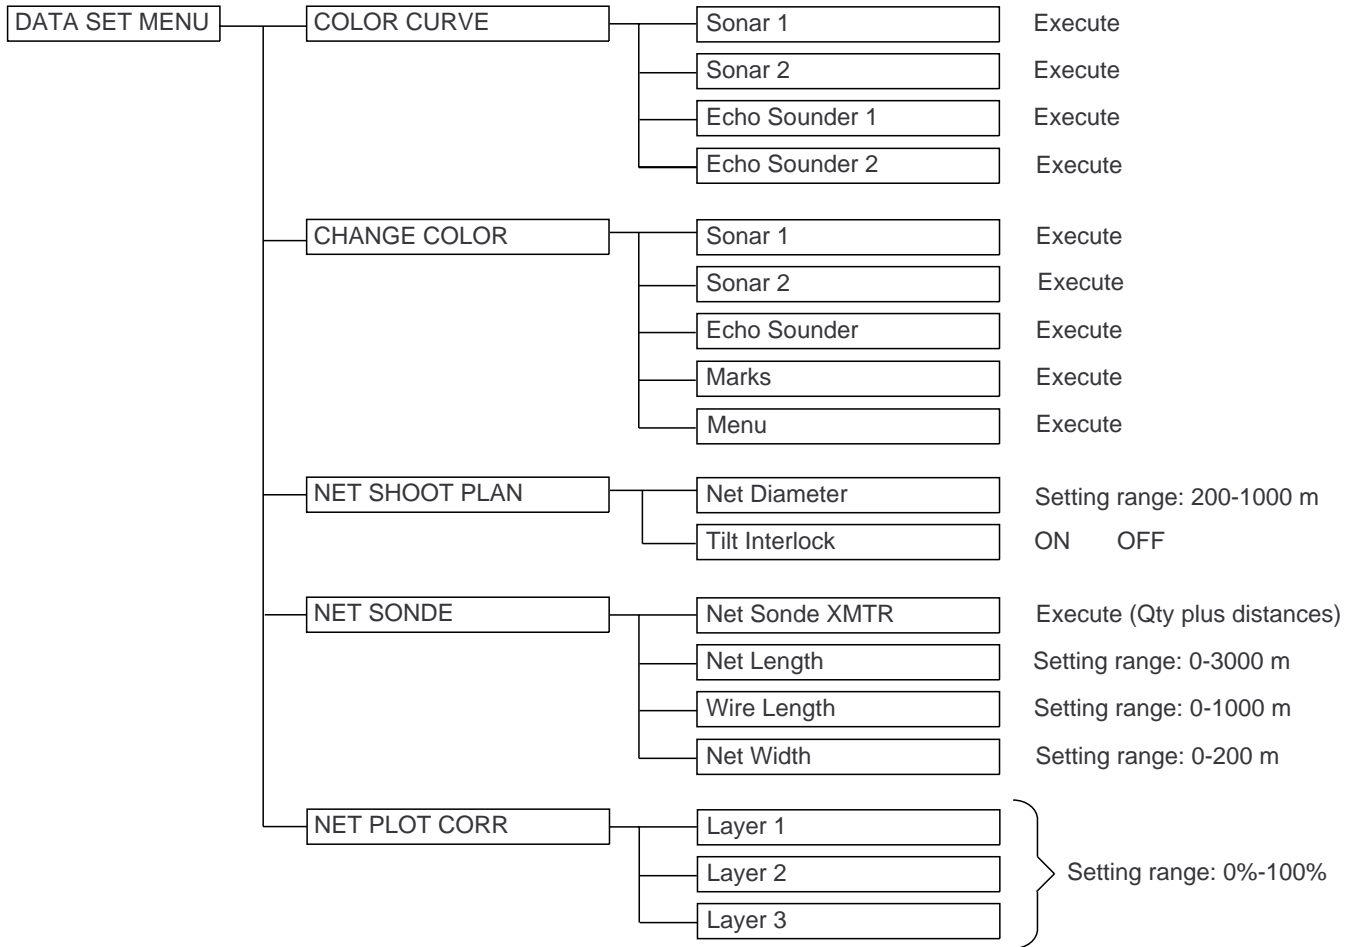 DATA SET MENU
COLOR CURVE
Sonar 1
Execute
Sonar 2
Execute
Echo Sounder 1
Execute
Echo Sounder 2
Execute
CHANGE COLOR
Sonar 1
Execute
Sonar 2
Execute
Echo Sounder
Execute
Marks
Execute
Menu
Execute
NET SHOOT PLAN
Net Diameter
Setting range: 200-1000 m
Tilt Interlock
ON OFF
NET SONDE
Net Sonde XMTR
Execute (Qty plus distances)
Net Length
Setting range: 0-3000 m
Wire Length
Setting range: 0-1000 m
Net Width
Setting range: 0-200 m
NET PLOT CORR
Layer 1
Layer 2
Setting range: 0%-100%
Layer 3